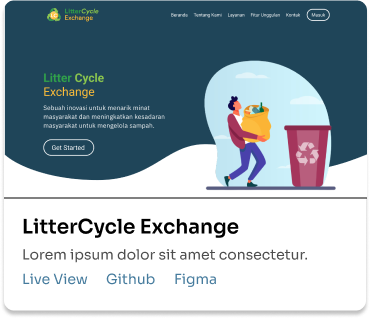 LitterCycle
Exchange
Beranda Tentang Kami Layanan Fitur Unggulan Kontak Masuk
Litter Cycle
Exchange
Sebuah inovasi untuk menarik minat
masyarakat dan meningkatkan kesadaran
masyarakat untuk mengelola sampah.
Get Started
LitterCycle Exchange
Lorem ipsum dolor sit amet consectetur.
Live View Github Figma